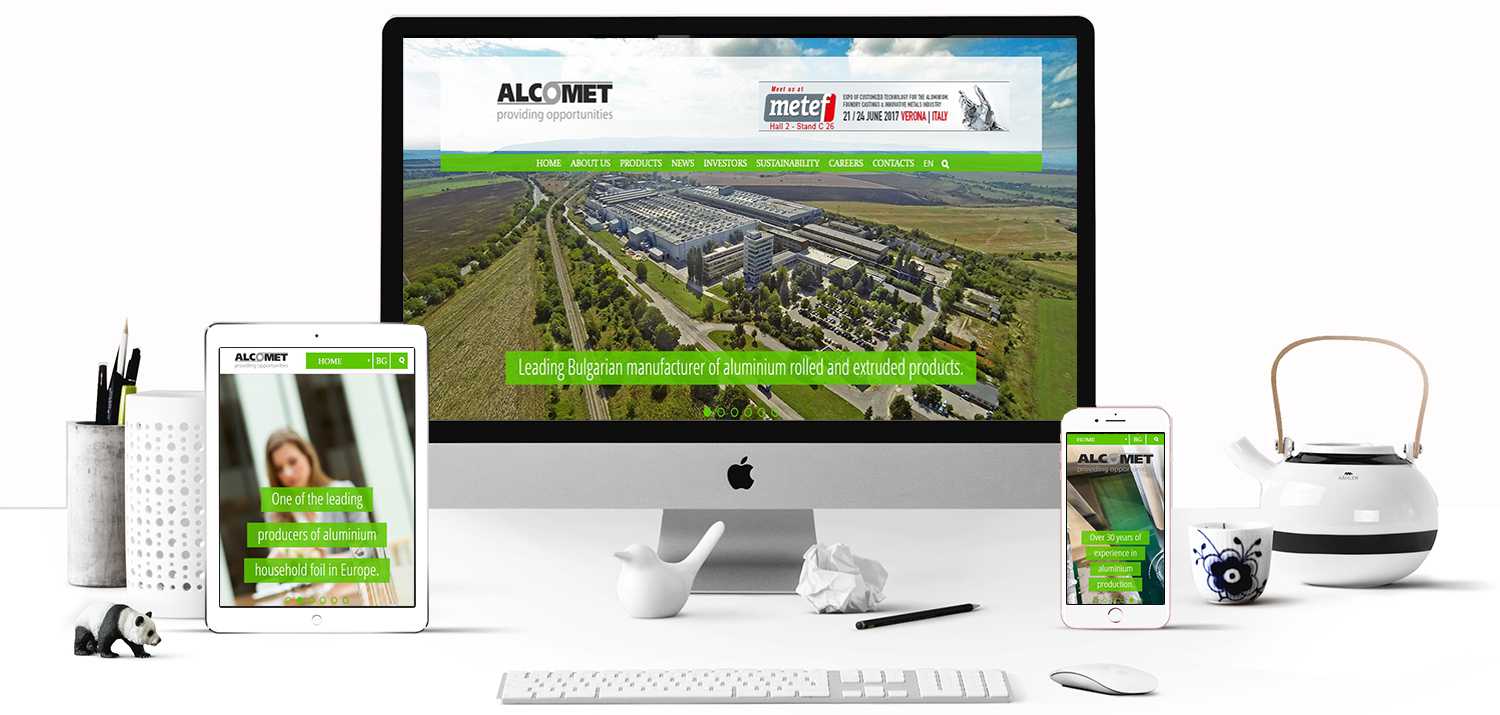 ALCOMET
providing opportunities
Meet us at
metef
Hall 2 - Stand C 26
EXPO OF CUSTOMIZED TECHNOLOGY FOR THE ALUMINIUM,
FOUNDRY CASTINGS & INNOVATIVE METALS INDUSTRY
21 / 24 JUNE 2017 VERONA | ITALY
HOME ABOUT US PRODUCTS NEWS INVESTORS SUSTAINABILITY CAREERS CONTACTS EN
Leading Bulgarian manufacturer of aluminium rolled and extruded products.
ALCOMET
providing opportunities
HOME BG
One of the leading
producers of aluminium
household foil in Europe.
HOME BG
ALCOMET
providing opportunities
Over 30 years of
experience in
aluminium
production.